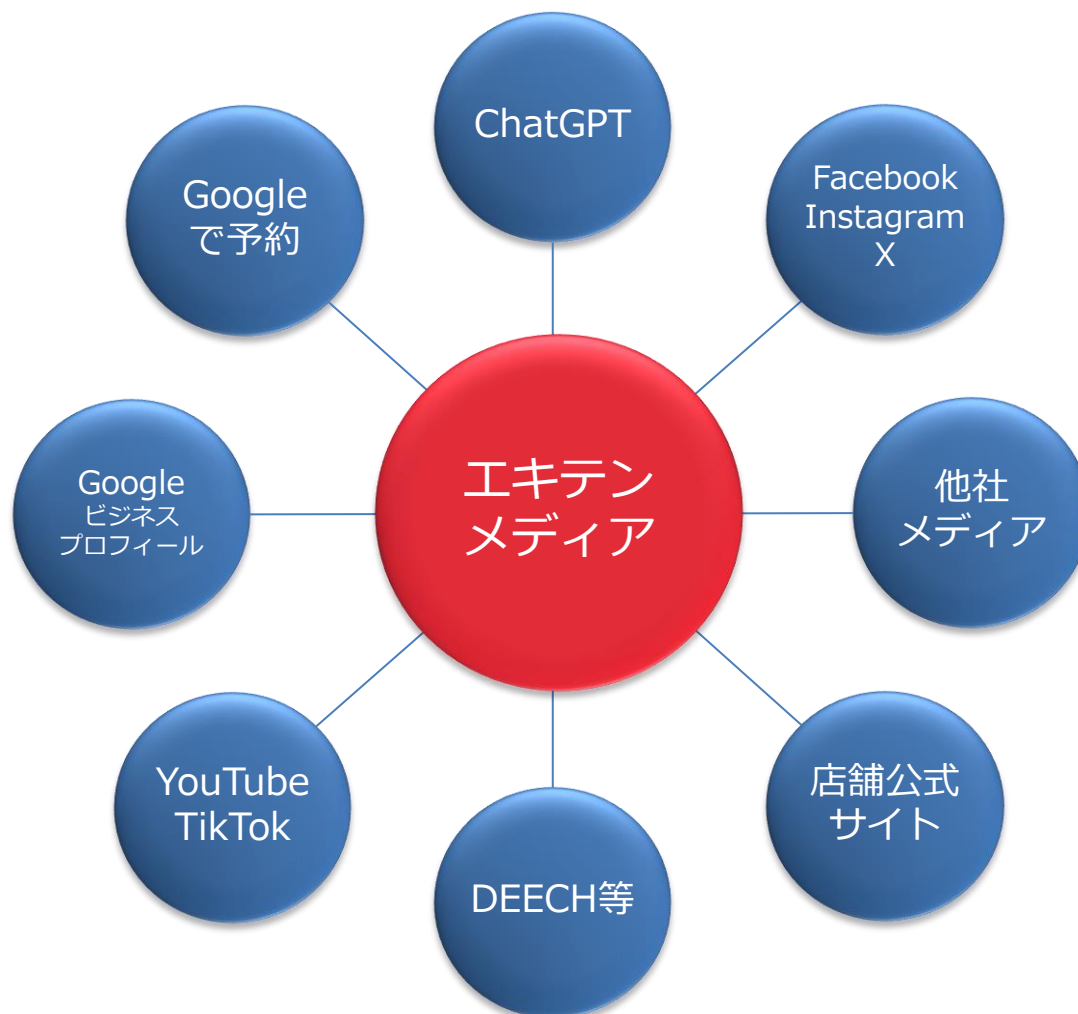 ChatGPT
Google
で予約
Facebook
Instagram
X
Google
ビジネス
プロフィール
エキテン
メディア
他社
メディア
YouTube
TikTok
店舗公式
サイト
DEECH等